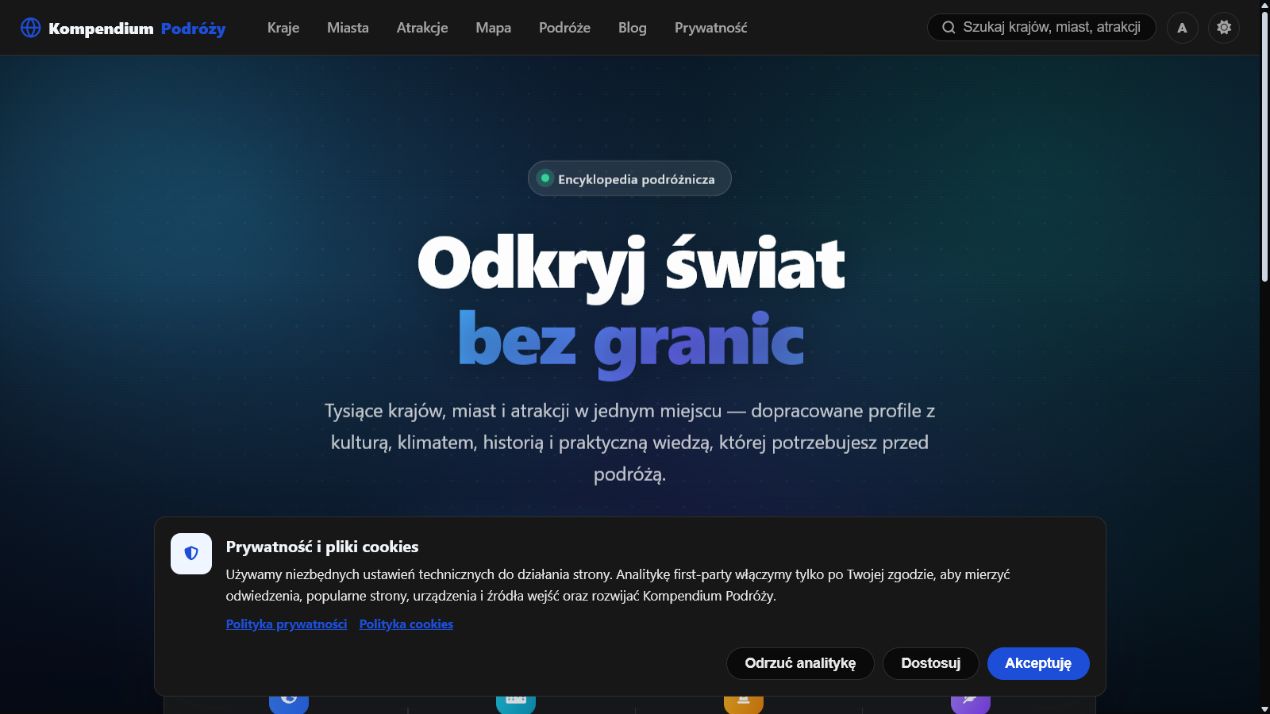 Kompendium Podróży
Kraje Miasta Atrakcje Mapa Podróże Blog Prywatność
Szukaj krajów, miast, atrakcji
A
Encyklopedia podróżnicza
Odkryj świat
bez granic
Tysiące krajów, miast i atrakcji w jednym miejscu — dopracowane profile z
kulturą, klimatem, historią i praktyczną wiedzą, której potrzebujesz przed
podróżą.
Prywatność i pliki cookies
Używamy niezbędnych ustawień technicznych do działania strony. Analitykę first-party włączymy tylko po Twojej zgodzie, aby mierzyć
odwiedzenia, popularne strony, urządzenia i źródła wejść oraz rozwijać Kompendium Podróży.
Polityka prywatności Polityka cookies
Odrzuć analitykę Dostosuj Akceptuję